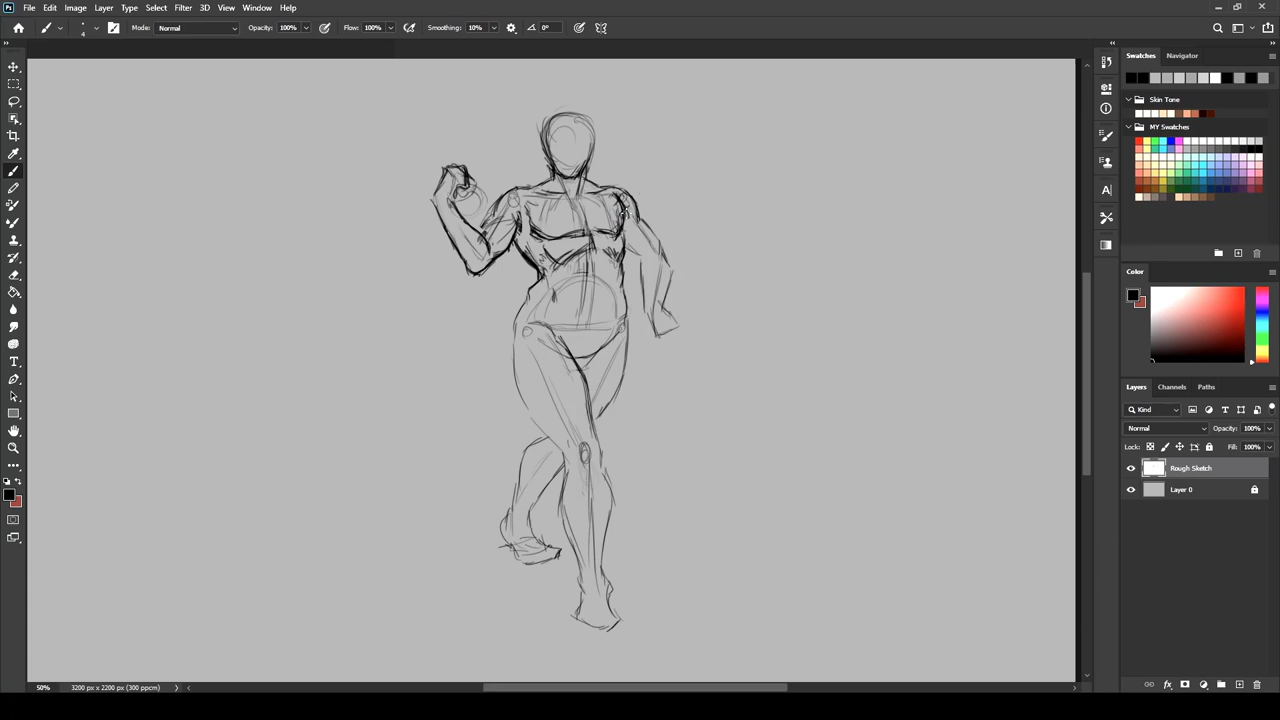 Ps File Edit Image Layer Type Select Filter 3D View Window Help
4 Mode: Normal Opacity: 100% Flow: 100% Smoothing: 10% 0°
Swatches Navigator
Skin Tone
MY Swatches
Color
Layers Channels Paths
Kind
Normal Opacity: 100%
Lock: Fill: 100%
Rough Sketch
Layer 0
50% 3200 px x 2200 px (300 ppcm)